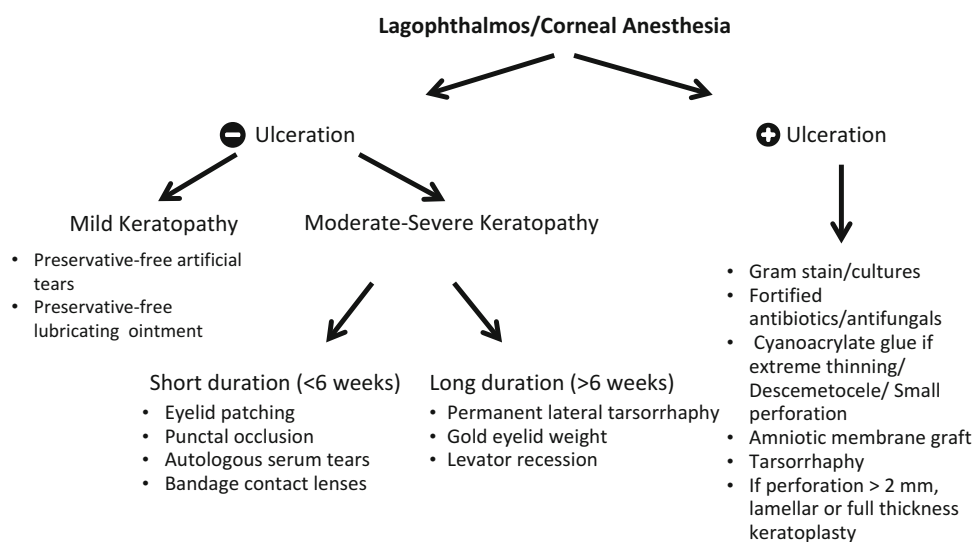 Lagophthalmos/Corneal Anesthesia
Ulceration
Ulceration
Mild Keratopathy
• Preservative-free artificial
tears
• Preservative-free
lubricating ointment
Moderate-Severe Keratopathy
Short duration (<6 weeks)
• Eyelid patching
• Punctal occlusion
• Autologous serum tears
• Bandage contact lenses
Long duration (>6 weeks)
• Permanent lateral tarsorrhaphy
• Gold eyelid weight
• Levator recession
• Gram stain/cultures
• Fortified
antibiotics/antifungals
• Cyanoacrylate glue if
extreme thinning/
Descemetocele/ Small
perforation
• Amniotic membrane graft
• Tarsorrhaphy
• If perforation > 2 mm,
lamellar or full thickness
keratoplasty